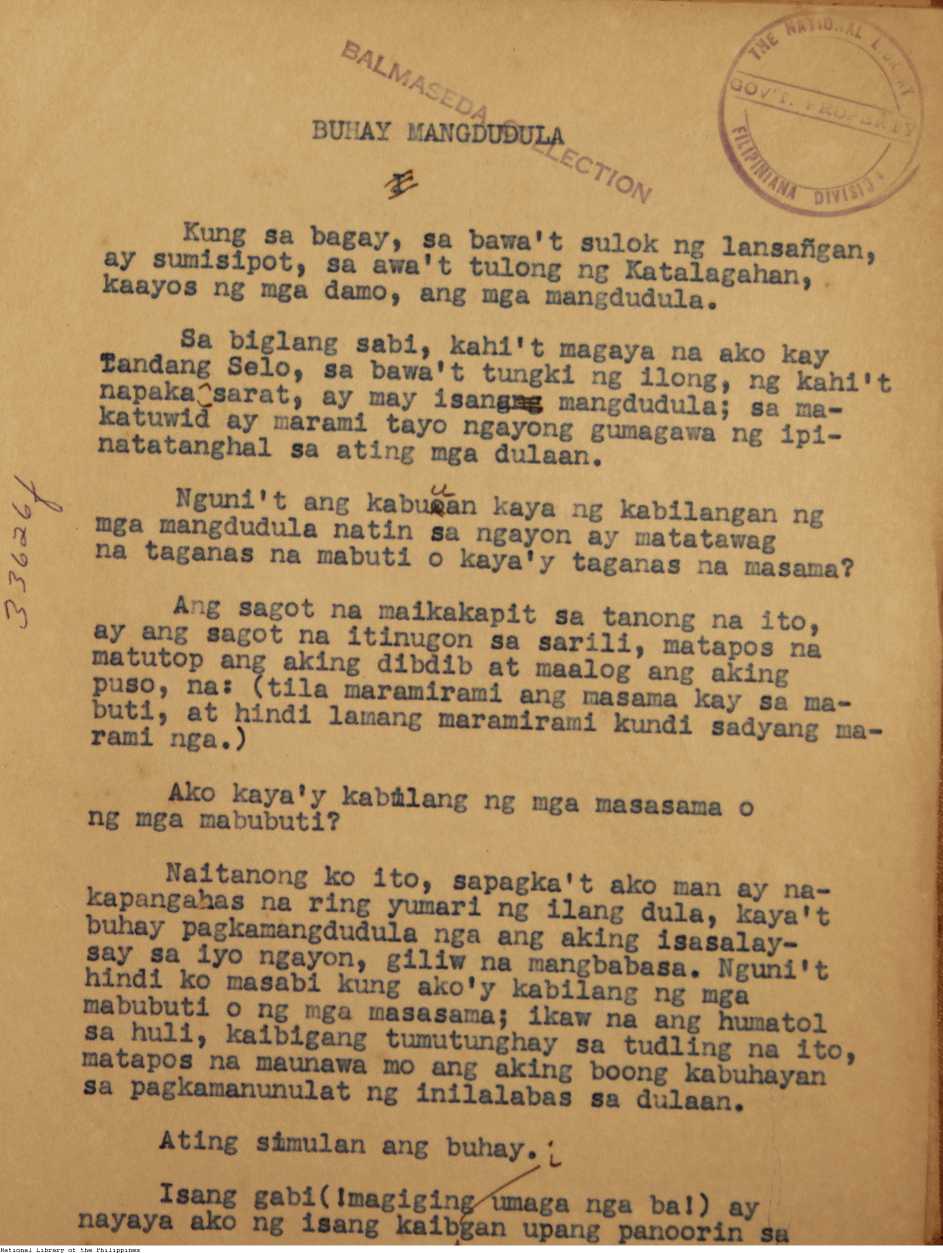 BALMASEDA COLLECTION
THE NATIONAL LIBRARY
GOV'T. PROPERTY
FILIPINIANA DIVISION
BUHAY MANGDUDULA
I
Kung sa bagay, sa bawa't sulok ng lansañgan,
ay sumisipot, sa awa't tulong ng Katalagahan,
kaayos ng mga damo, ang mga mangdudula.
Sa biglang sabi, kahi't magaya na ako kay
Tandang Selo, sa bawa't tungki ng ilong, ng kahi't
napaka sarat, ay may isang mangdudula; sa ma-
katuwid ay marami tayo ngayong gumagawa ng ipi-
natatanghal sa ating mga dulaan.
Nguni't ang kabuuan kaya ng kabilangan ng
mga mangdudula natin sa ngayon ay matatawag
na taganas na mabuti o kaya'y taganas na masama?
Ang sagot na maikakapit sa tanong na ito,
ay ang sagot na itinugon sa sarili, matapos na
matutop ang aking dibdib at maalog ang aking
puso, na: (tila maramirami ang masama kay sa ma-
buti, at hindi lamang maramirami kundi sadyang ma-
rami nga.)
Ako kaya'y kabilang ng mga masasama o
ng mga mabubuti?
Naitanong ko ito, sapagka't ako man ay na-
kapangahas na ring yumari ng ilang dula, kaya't
buhay pagkamangdudula nga ang aking isasalay-
say sa iyo ngayon, giliw na mangbabasa. Nguni't
hindi ko masabi kung ako'y kabilang ng mga
mabubuti o ng mga masasama; ikaw na ang humatol
sa huli, kaibigang tumutunghay sa tudling na ito,
matapos na maunawa mo ang aking boong kabuhayan
sa pagkamanunulat ng inilalabas sa dulaan.
Ating simulan ang buhay.
Isang gabi(!magiging umaga nga ba!) ay
nayaya ako ng isang kaibgan upang panoorin sa
33626f
National Library of the Philippines